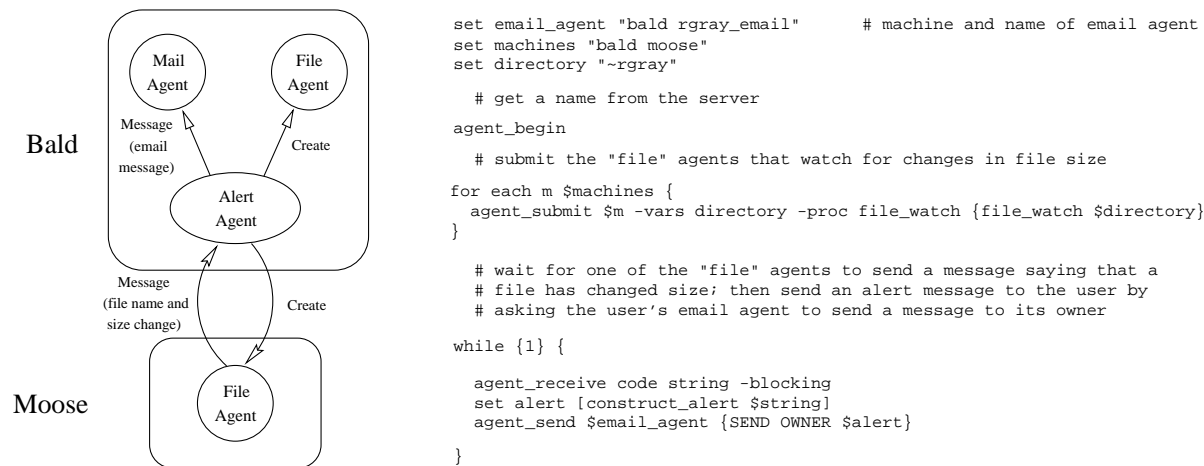 Bald
Mail
Agent
File
Agent
Message
(email
message)
Create
Alert
Agent
Message
(file name and
size change)
Create
Moose
File
Agent
set email_agent "bald rgray_email" # machine and name of email agent
set machines "bald moose"
set directory "~rgray"
# get a name from the server
agent_begin
# submit the "file" agents that watch for changes in file size
for each m $machines {
agent_submit $m -vars directory -proc file_watch {file_watch $directory}
}
# wait for one of the "file" agents to send a message saying that a
# file has changed size; then send an alert message to the user by
# asking the user's email agent to send a message to its owner
while {1} {
agent_receive code string -blocking
set alert [construct_alert $string]
agent_send $email_agent {SEND OWNER $alert}
}